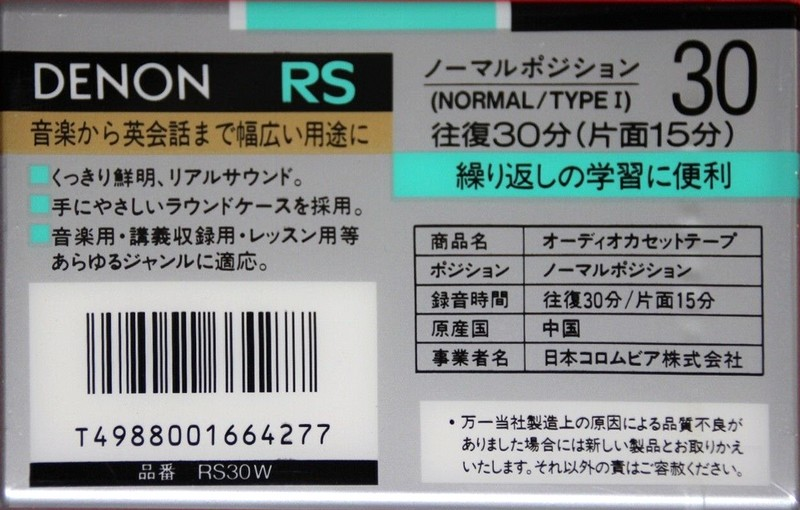 DENON RS
音楽から英会話まで幅広い用途に
くっきり鮮明、リアルサウンド。
手にやさしいラウンドケースを採用。
音楽用・講義収録用・レッスン用等
あらゆるジャンルに適応。
T4988001664277
品番 RS30W
ノーマルポジション 30
(NORMAL/TYPE I)
往復30分(片面15分)
繰り返しの学習に便利
商品名 オーディオカセットテープ
ポジション ノーマルポジション
録音時間 往復30分/片面15分
原産国 中国
事業者名 日本コロムビア株式会社
・万一当社製造上の原因による品質不良が
ありました場合には新しい製品とお取りかえ
いたします。それ以外の責はご容赦ください。